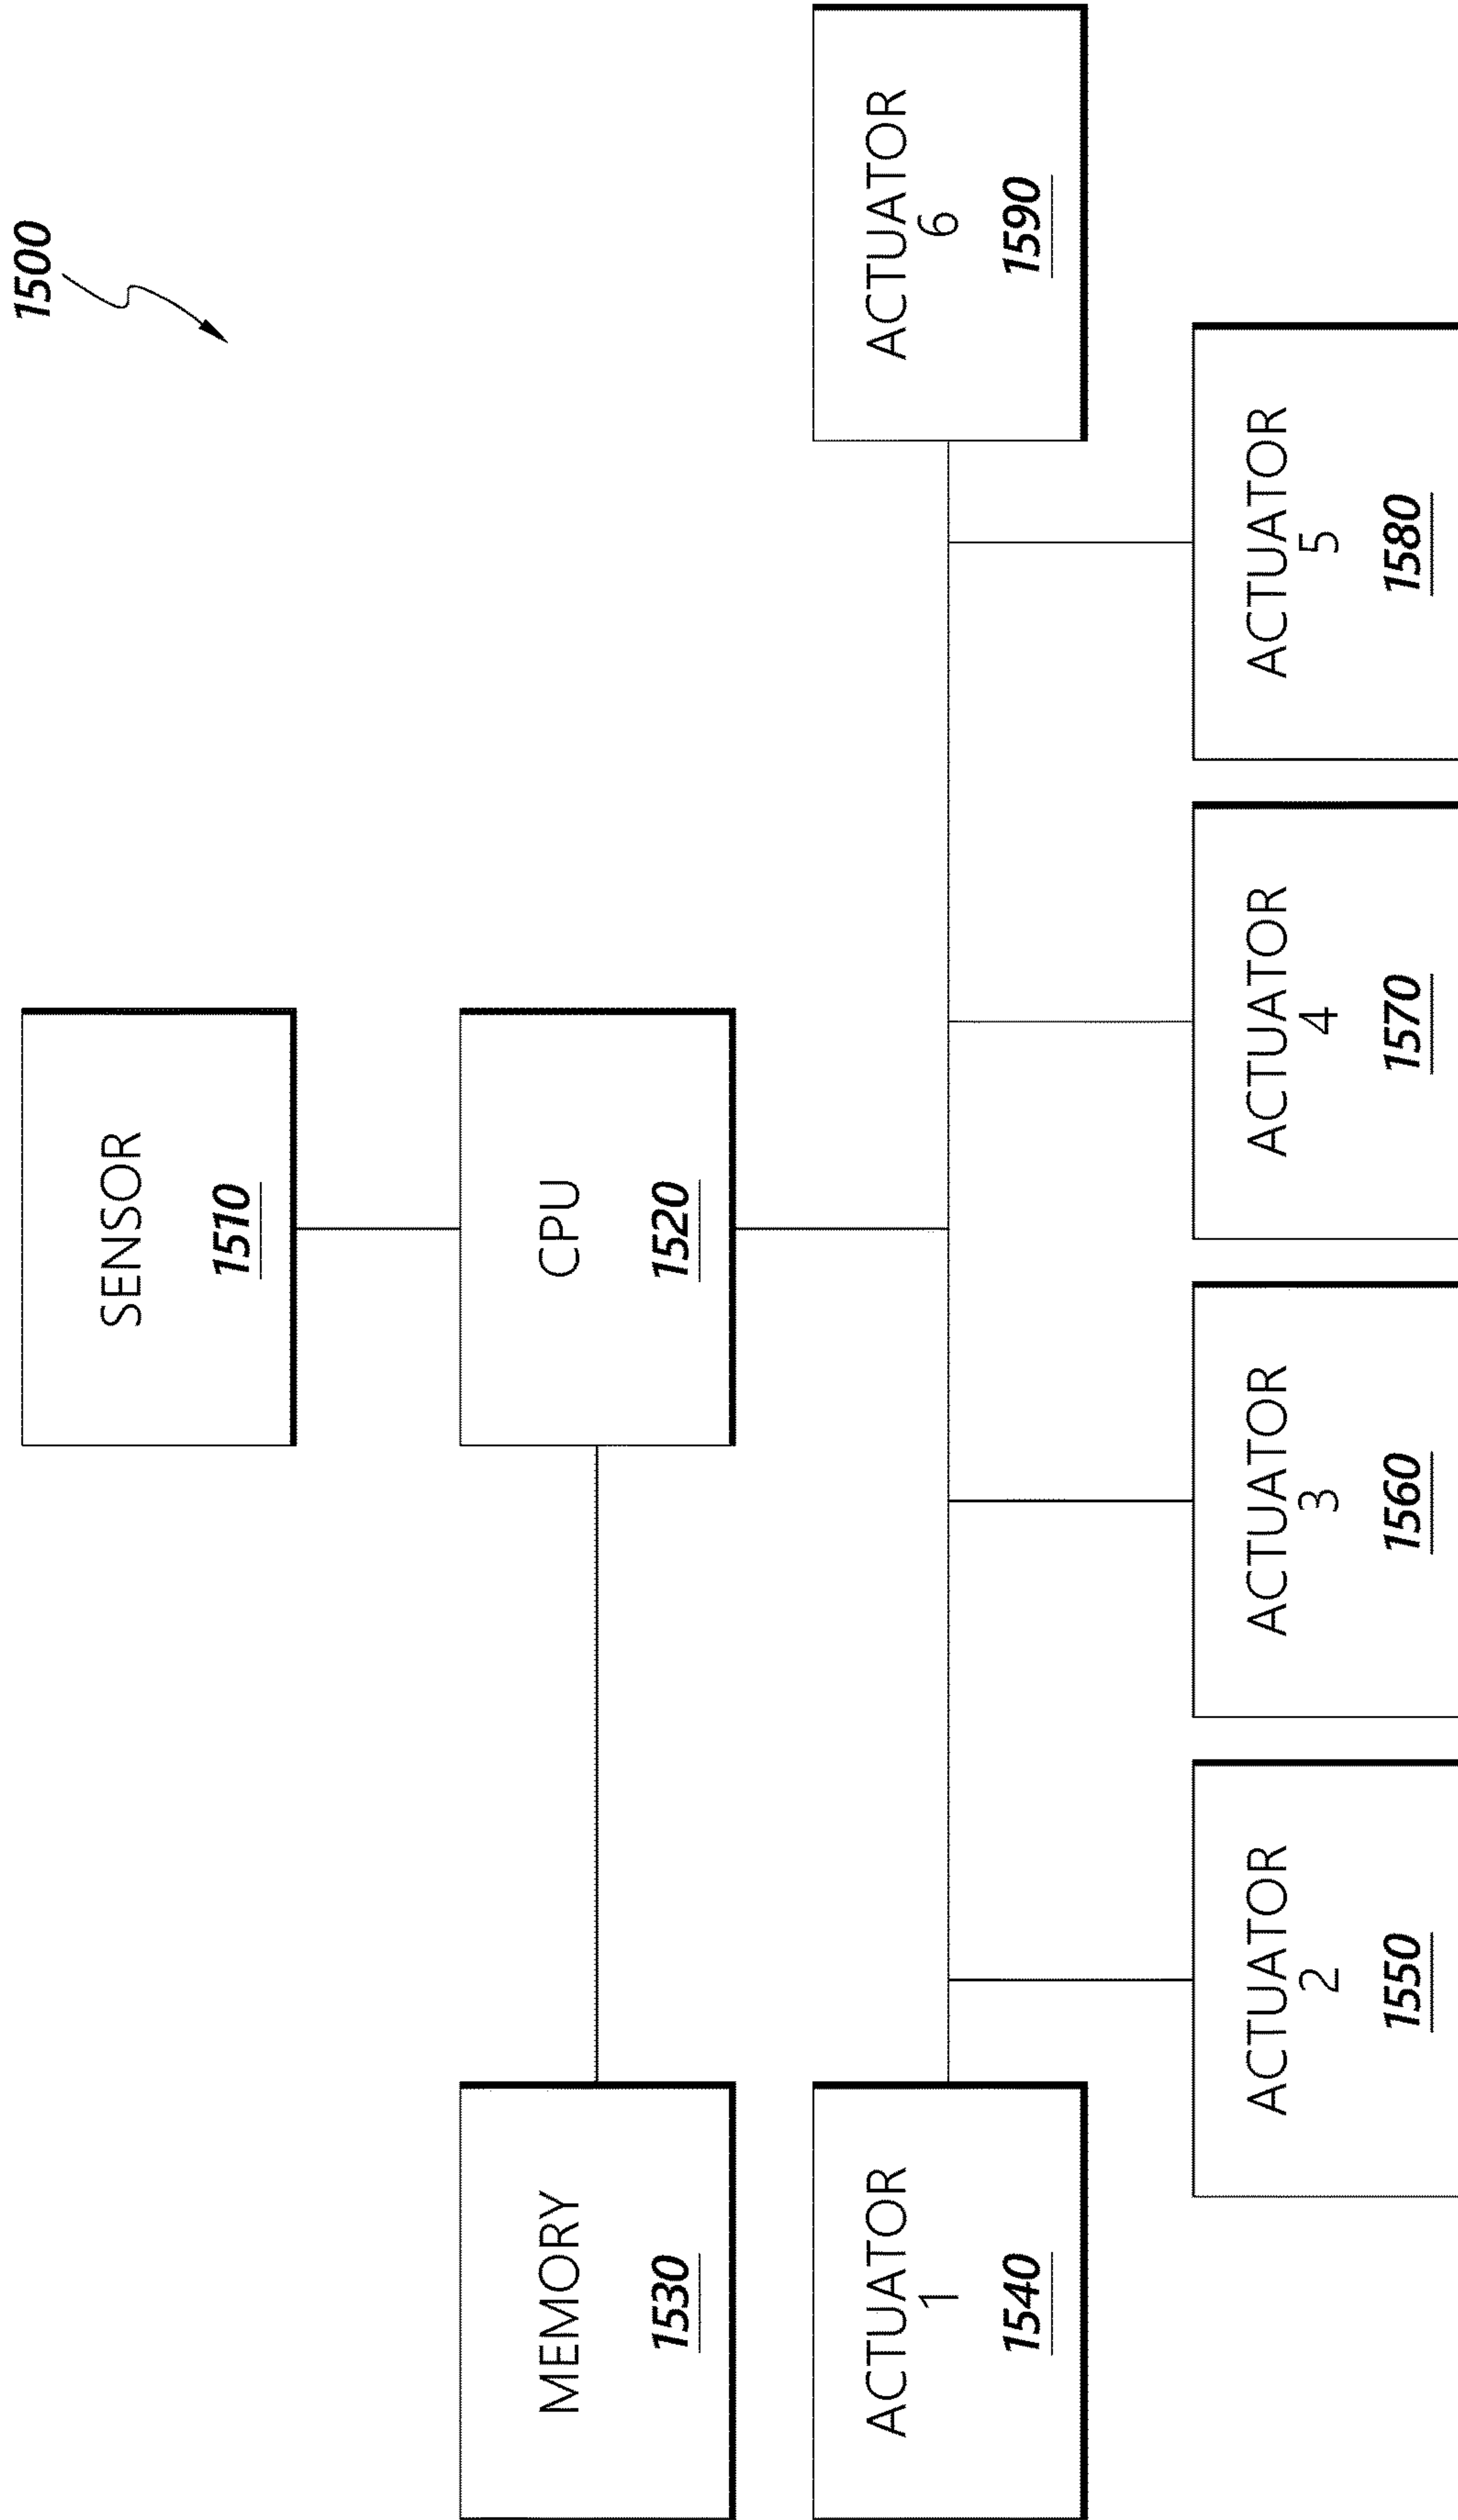 1500
SENSOR
1510
MEMORY
1530
CPU
1520
ACTUATOR
1
1540
ACTUATOR
6
1590
ACTUATOR
2
1550
ACTUATOR
3
1560
ACTUATOR
4
1570
ACTUATOR
5
1580